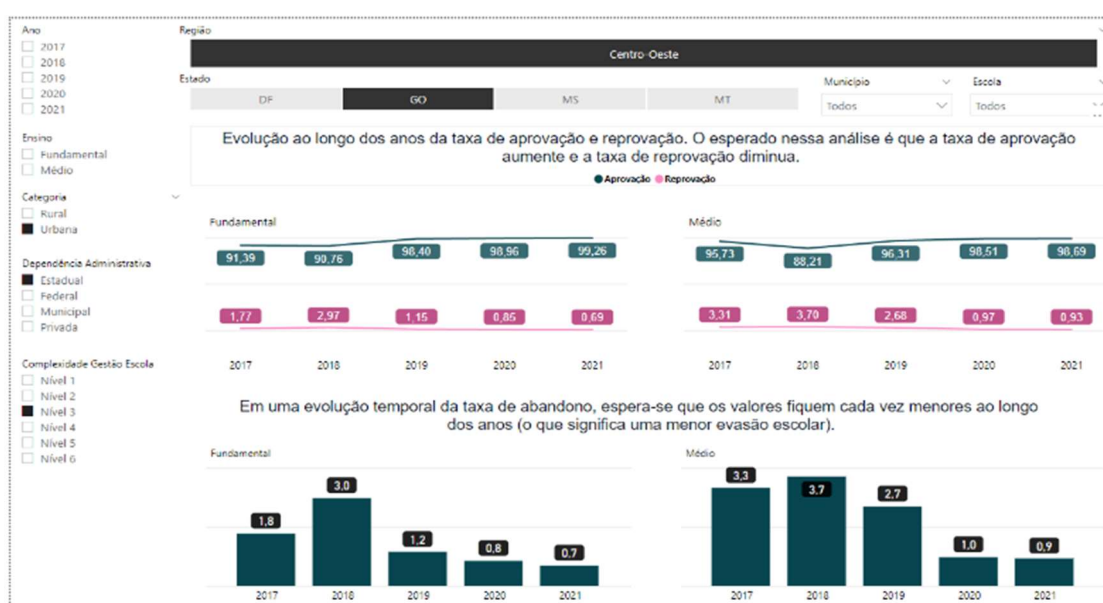 Ano
2017
2018
2019
2020
2021
Região
Centro-Oeste
Estado
DF
GO
MS
MT
Município
Todos
Escola
Todos
Ensino
Fundamental
Médio
Categoria
Rural
Urbana
Dependência Administrativa
Estadual
Federal
Municipal
Privada
Complexidade Gestão Escola
Nível 1
Nível 2
Nível 3
Nível 4
Nível 5
Nível 6
Evolução ao longo dos anos da taxa de aprovação e reprovação. O esperado nessa análise é que a taxa de aprovação
aumente e a taxa de reprovação diminua.
Aprovação Reprovação
Fundamental
91,39 90,76 98,40 98,96 99,26
1,77 2,97 1,15 0,85 0,69
2017 2018 2019 2020 2021
Médio
95,73 88,21 96,31 98,51 98,69
3,31 3,70 2,68 0,97 0,93
2017 2018 2019 2020 2021
Em uma evolução temporal da taxa de abandono, espera-se que os valores fiquem cada vez menores ao longo
dos anos (o que significa uma menor evasão escolar).
Fundamental
1,8 3,0 1,2 0,8 0,7
2017 2018 2019 2020 2021
Médio
3,3 3,7 2,7 1,0 0,9
2017 2018 2019 2020 2021